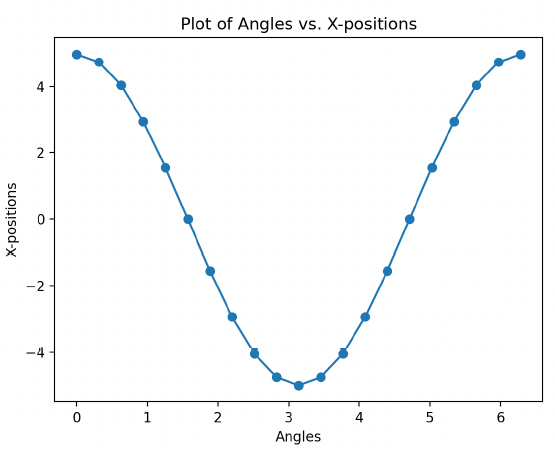 Plot of Angles vs. X-positions
4
2
0
−2
−4
X-positions
0 1 2 3 4 5 6
Angles